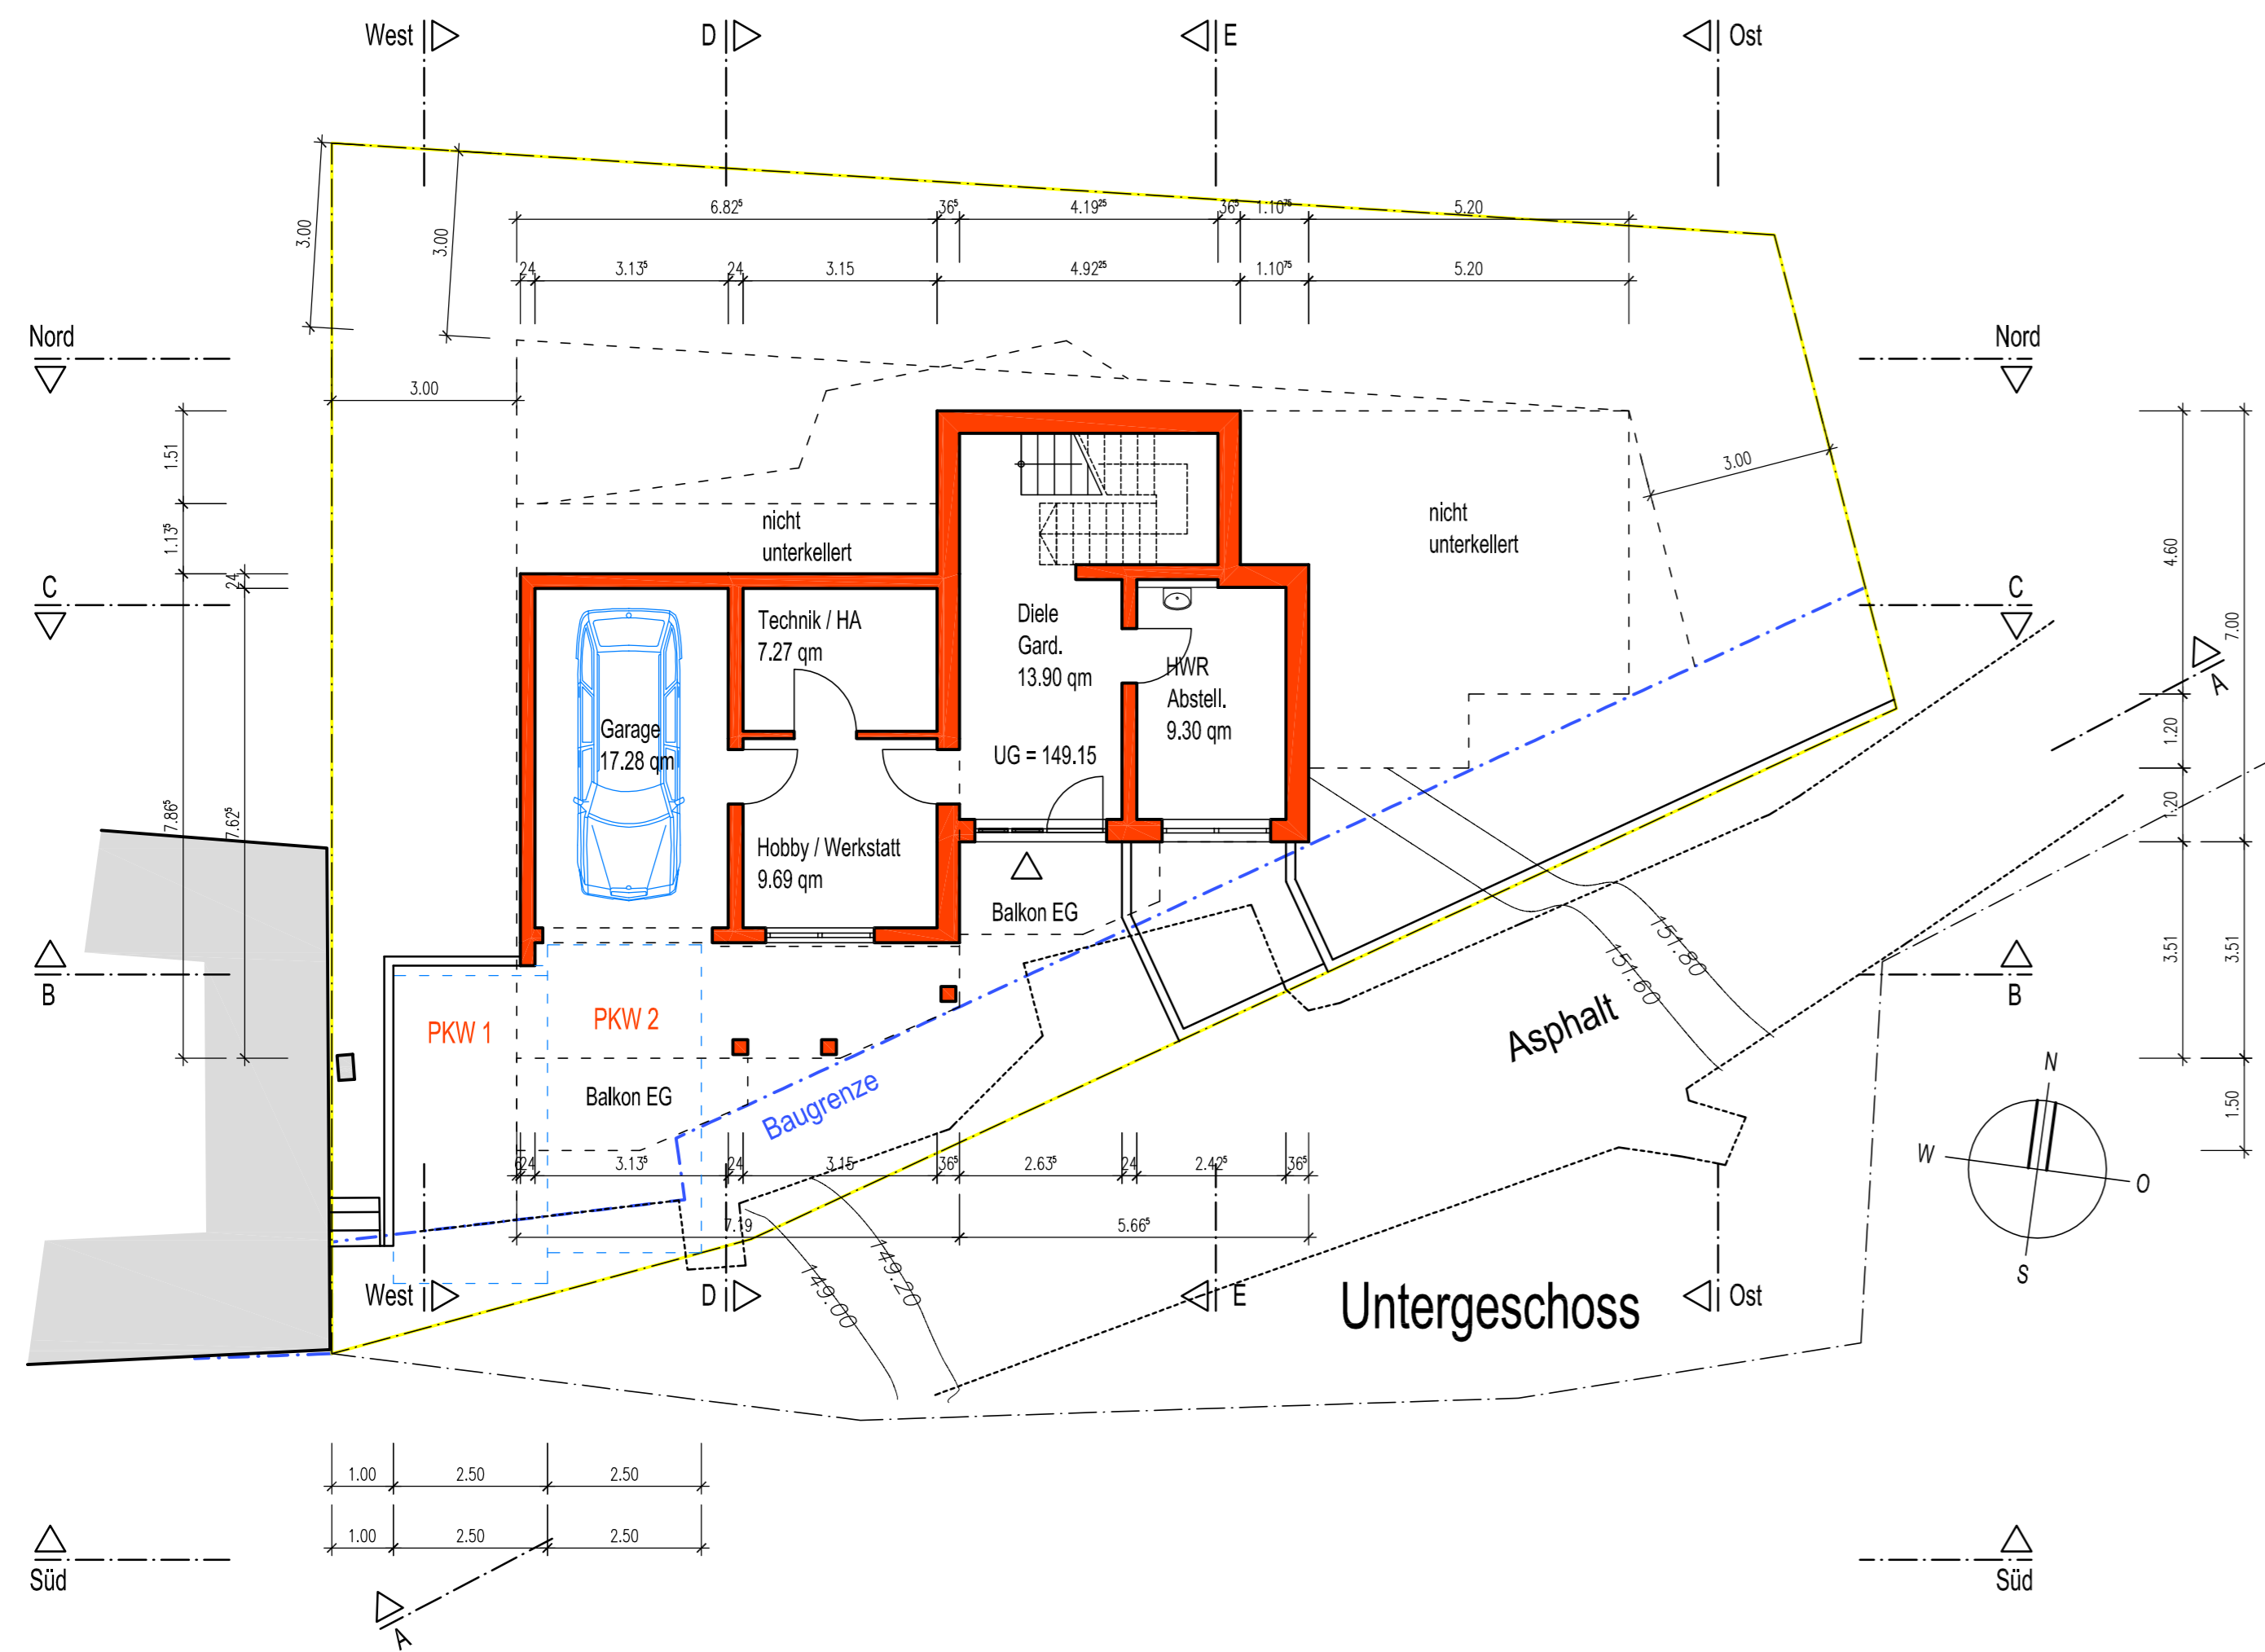 West
D
E
Ost
6.82⁵
36⁵
4.19²⁵
36⁵
1.10⁷⁵
5.20
3.00
3.00
24
3.13⁵
24
3.15
4.92²⁵
1.10⁷⁵
5.20
Nord
Nord
3.00
1.51
3.00
nicht
unterkellert
nicht
unterkellert
1.13⁵
24
4.60
C
C
7.00
A
Technik / HA
7.27 qm
Diele
Gard.
13.90 qm
HWR
Abstell.
9.30 qm
Garage
17.28 qm
UG = 149.15
1.20
1.20
7.86⁵
7.62⁵
Hobby / Werkstatt
9.69 qm
Balkon EG
151.80
151.60
3.51
3.51
B
B
PKW 1
PKW 2
Asphalt
Balkon EG
Baugrenze
1.50
N
W
O
S
6
24
3.13⁵
24
3.15
36⁵
2.63⁵
24
2.42⁵
36⁵
7.19
5.66⁵
149.20
149.00
West
D
E
Ost
Untergeschoss
1.00
2.50
2.50
1.00
2.50
2.50
Süd
Süd
A